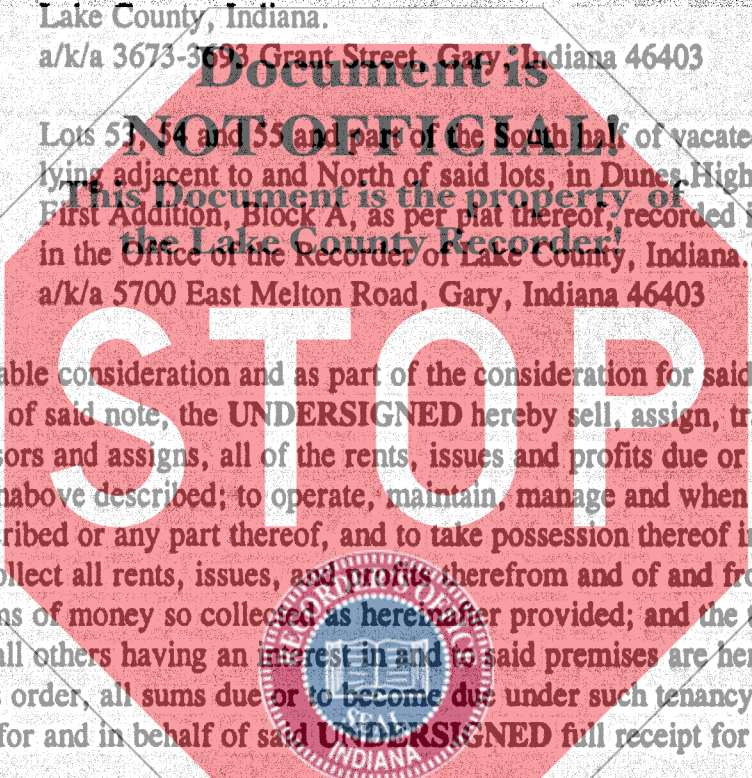 Lake County, Indiana.
a/k/a 3673-3693 Grant Street, Gary, Indiana 46403
Document is
NOT OFFICIAL!
This Document is the property of
the Lake County Recorder!
Lots 53, 54 and 55 and part of the South half of vacate
lying adjacent to and North of said lots, in Dunes High
First Addition, Block A, as per plat thereof, recorded
in the Office of the Recorder of Lake County, Indiana.
a/k/a 5700 East Melton Road, Gary, Indiana 46403
STOP
able consideration and as part of the consideration for said
of said note, the UNDERSIGNED hereby sell, assign, tr
sors and assigns, all of the rents, issues and profits due or
nabove described; to operate, maintain, manage and when
ribed or any part thereof, and to take possession thereof i
ollect all rents, issues, and profits therefrom and of and fro
ns of money so collected as hereinafter provided; and the
all others having an interest in and to said premises are her
s order, all sums due or to become due under such tenancy
for and in behalf of said UNDERSIGNED full receipt for
RECORDER'S OFFICE
SEAL
INDIANA